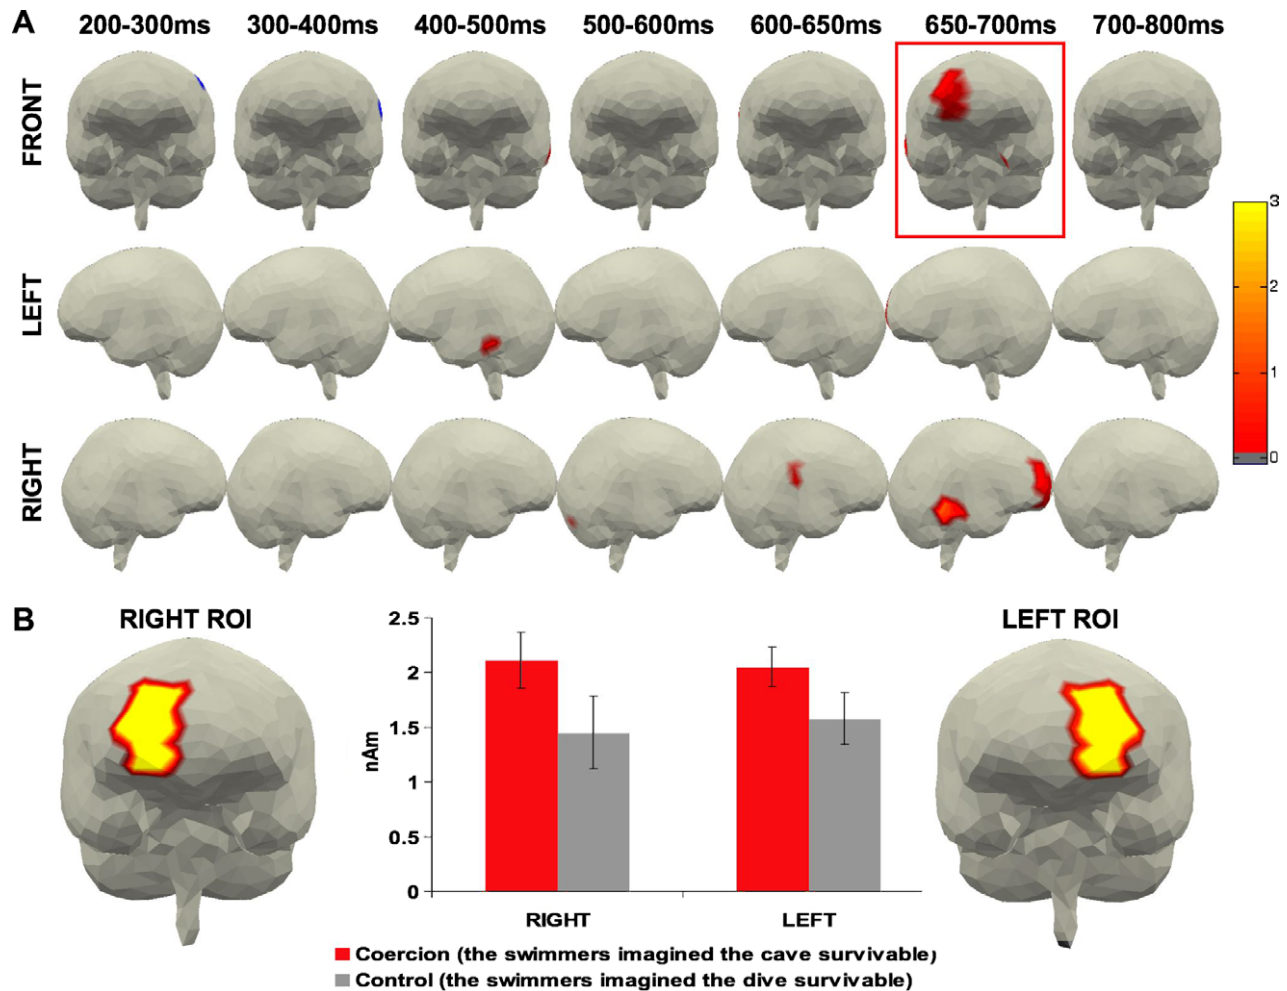 A
200-300ms 300-400ms 400-500ms 500-600ms 600-650ms 650-700ms 700-800ms
FRONT
LEFT
RIGHT
3
2
1
0
B
RIGHT ROI
LEFT ROI
2.5
2
1.5
1
0.5
0
nAm
RIGHT LEFT
Coercion (the swimmers imagined the cave survivable)
Control (the swimmers imagined the dive survivable)